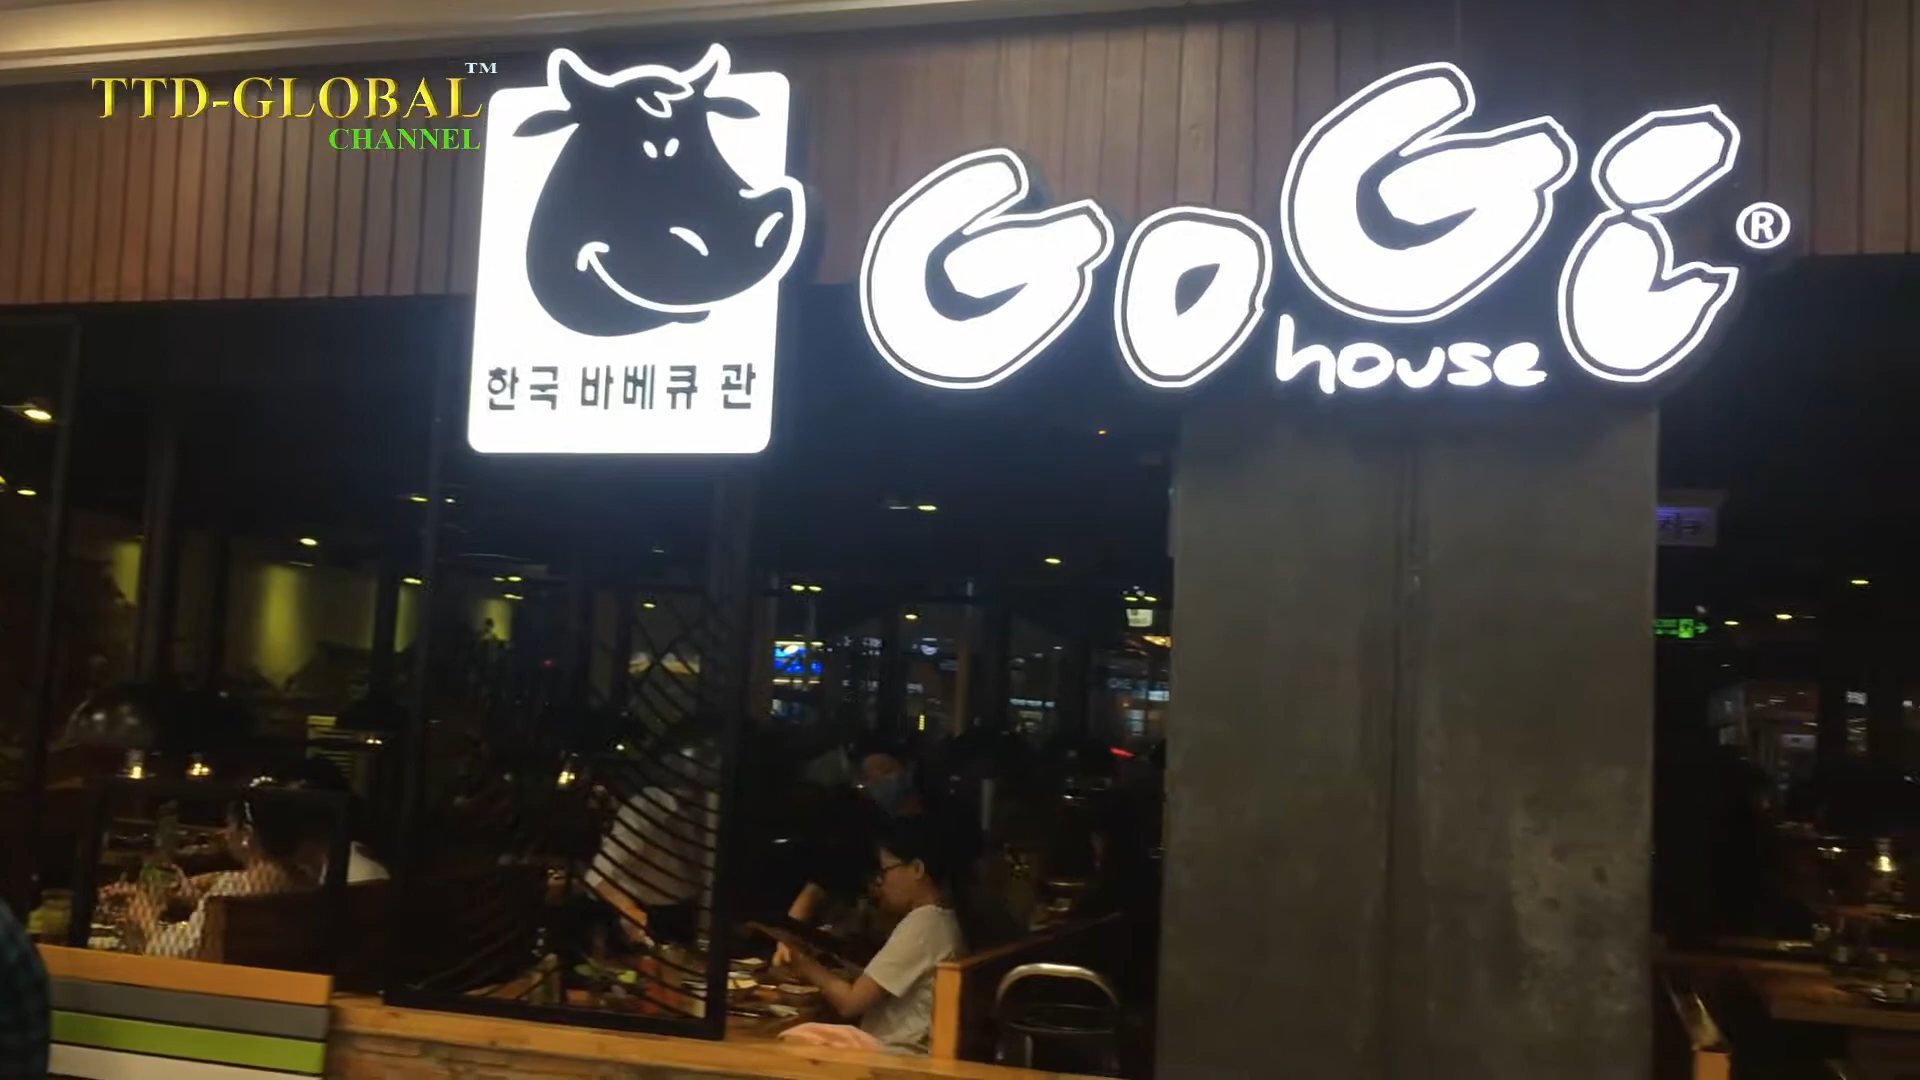 TTD-GLOBAL™
CHANNEL
한국 바베큐 관
GoGi®
house